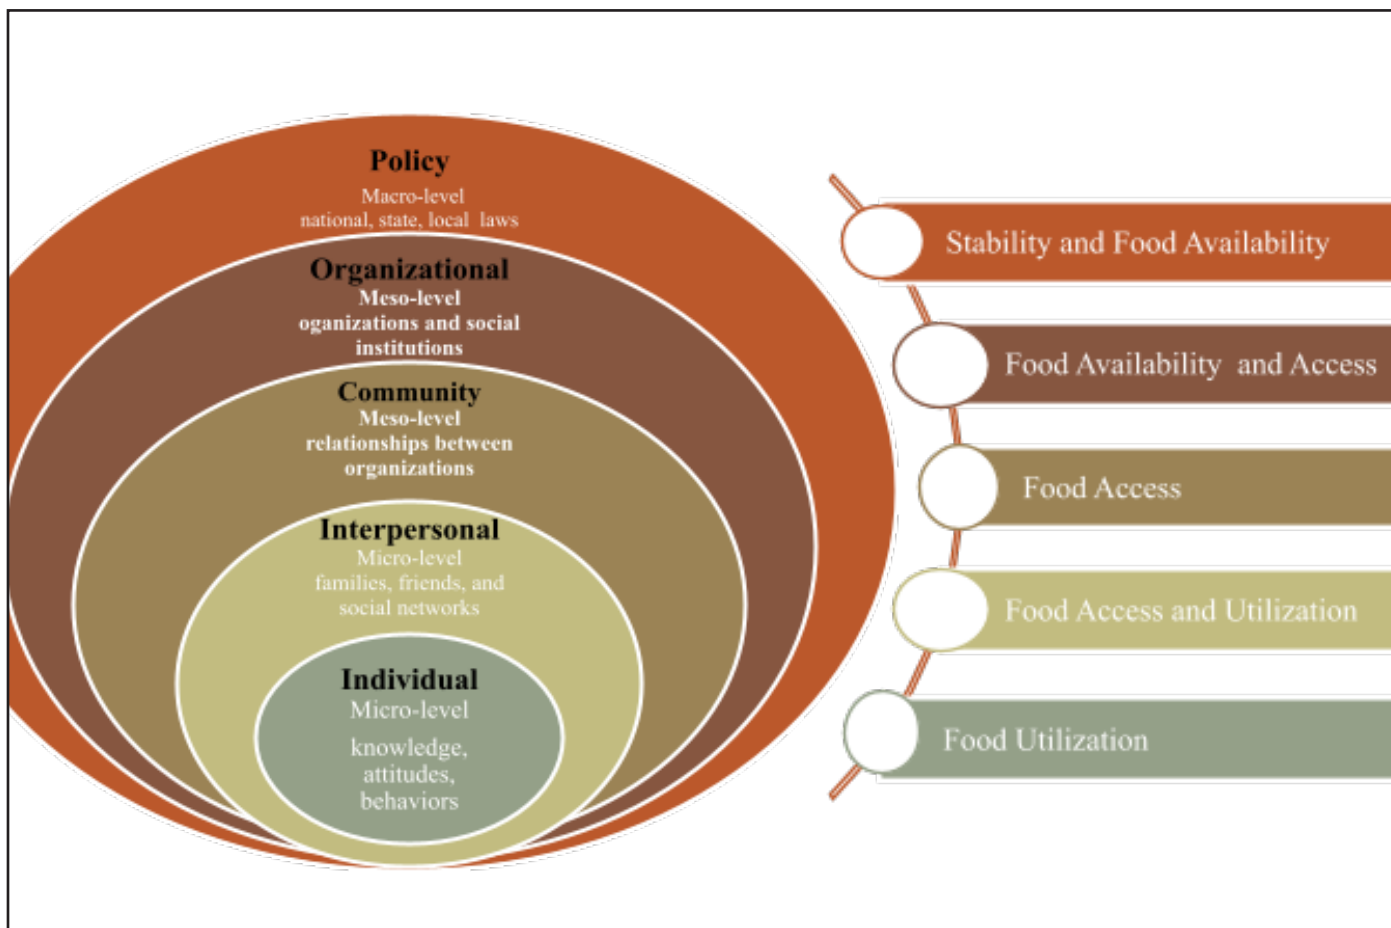 Policy
Macro-level
national, state, local laws
Organizational
Meso-level
oganizations and social
institutions
Community
Meso-level
relationships between
organizations
Interpersonal
Micro-level
families, friends, and
social networks
Individual
Micro-level
knowledge,
attitudes,
behaviors
Stability and Food Availability
Food Availability and Access
Food Access
Food Access and Utilization
Food Utilization